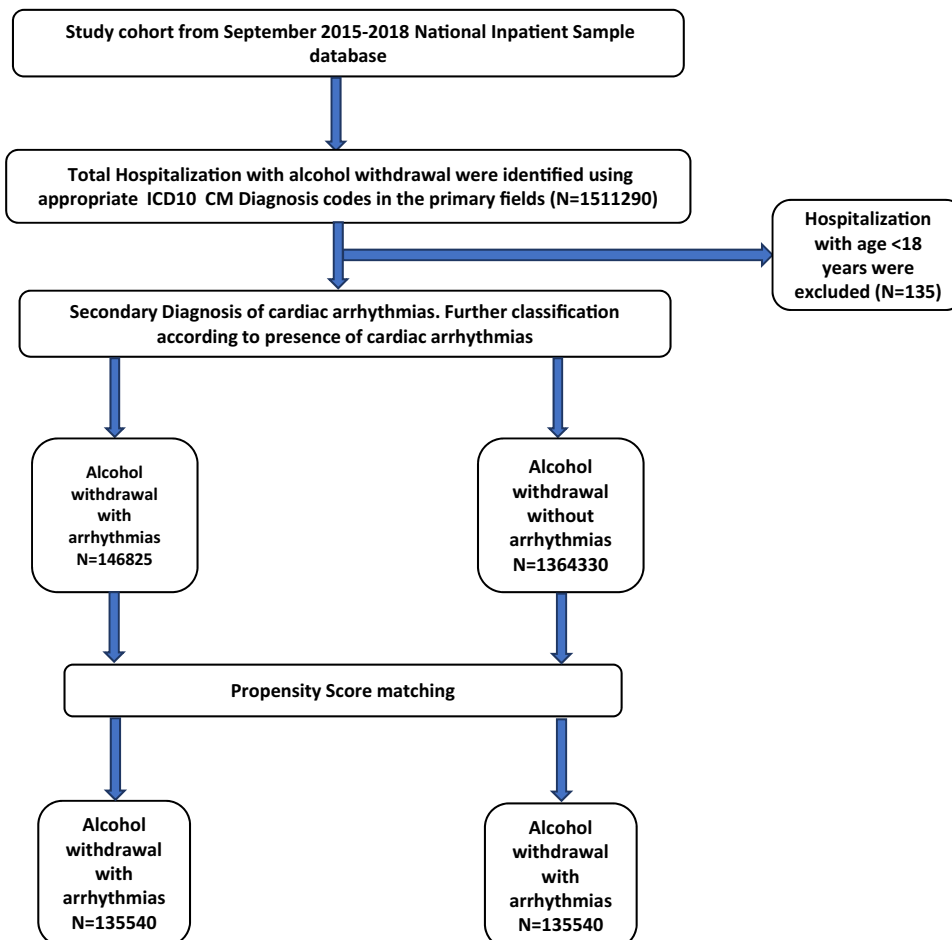 Study cohort from September 2015-2018 National Inpatient Sample
database
Total Hospitalization with alcohol withdrawal were identified using
appropriate ICD10 CM Diagnosis codes in the primary fields (N=1511290)
Hospitalization
with age <18
years were
excluded (N=135)
Secondary Diagnosis of cardiac arrhythmias. Further classification
according to presence of cardiac arrhythmias
Alcohol
withdrawal
with
arrhythmias
N=146825
Alcohol
withdrawal
without
arrhythmias
N=1364330
Propensity Score matching
Alcohol
withdrawal
with
arrhythmias
N=135540
Alcohol
withdrawal
with
arrhythmias
N=135540